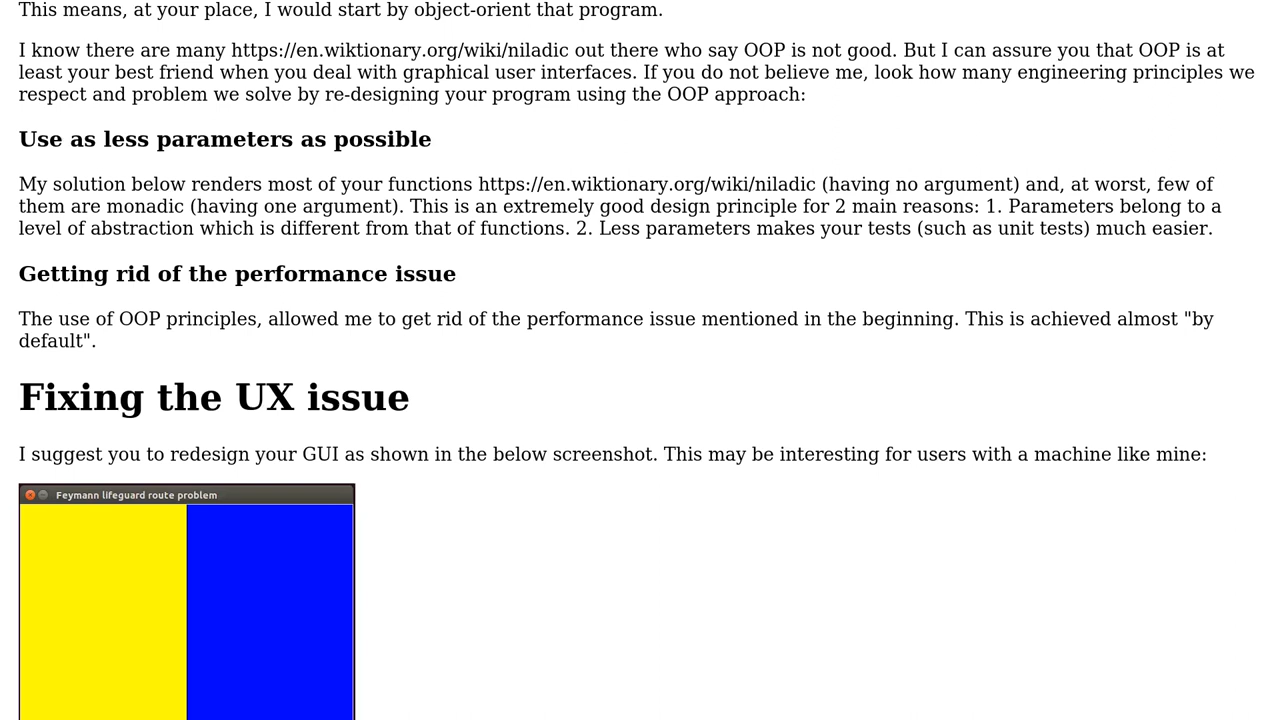 This means, at your place, I would start by object-orient that program.
I know there are many https://en.wiktionary.org/wiki/niladic out there who say OOP is not good. But I can assure you that OOP is at
least your best friend when you deal with graphical user interfaces. If you do not believe me, look how many engineering principles we
respect and problem we solve by re-designing your program using the OOP approach:
Use as less parameters as possible
My solution below renders most of your functions https://en.wiktionary.org/wiki/niladic (having no argument) and, at worst, few of
them are monadic (having one argument). This is an extremely good design principle for 2 main reasons: 1. Parameters belong to a
level of abstraction which is different from that of functions. 2. Less parameters makes your tests (such as unit tests) much easier.
Getting rid of the performance issue
The use of OOP principles, allowed me to get rid of the performance issue mentioned in the beginning. This is achieved almost "by
default".
Fixing the UX issue
I suggest you to redesign your GUI as shown in the below screenshot. This may be interesting for users with a machine like mine:
Feymann lifeguard route problem